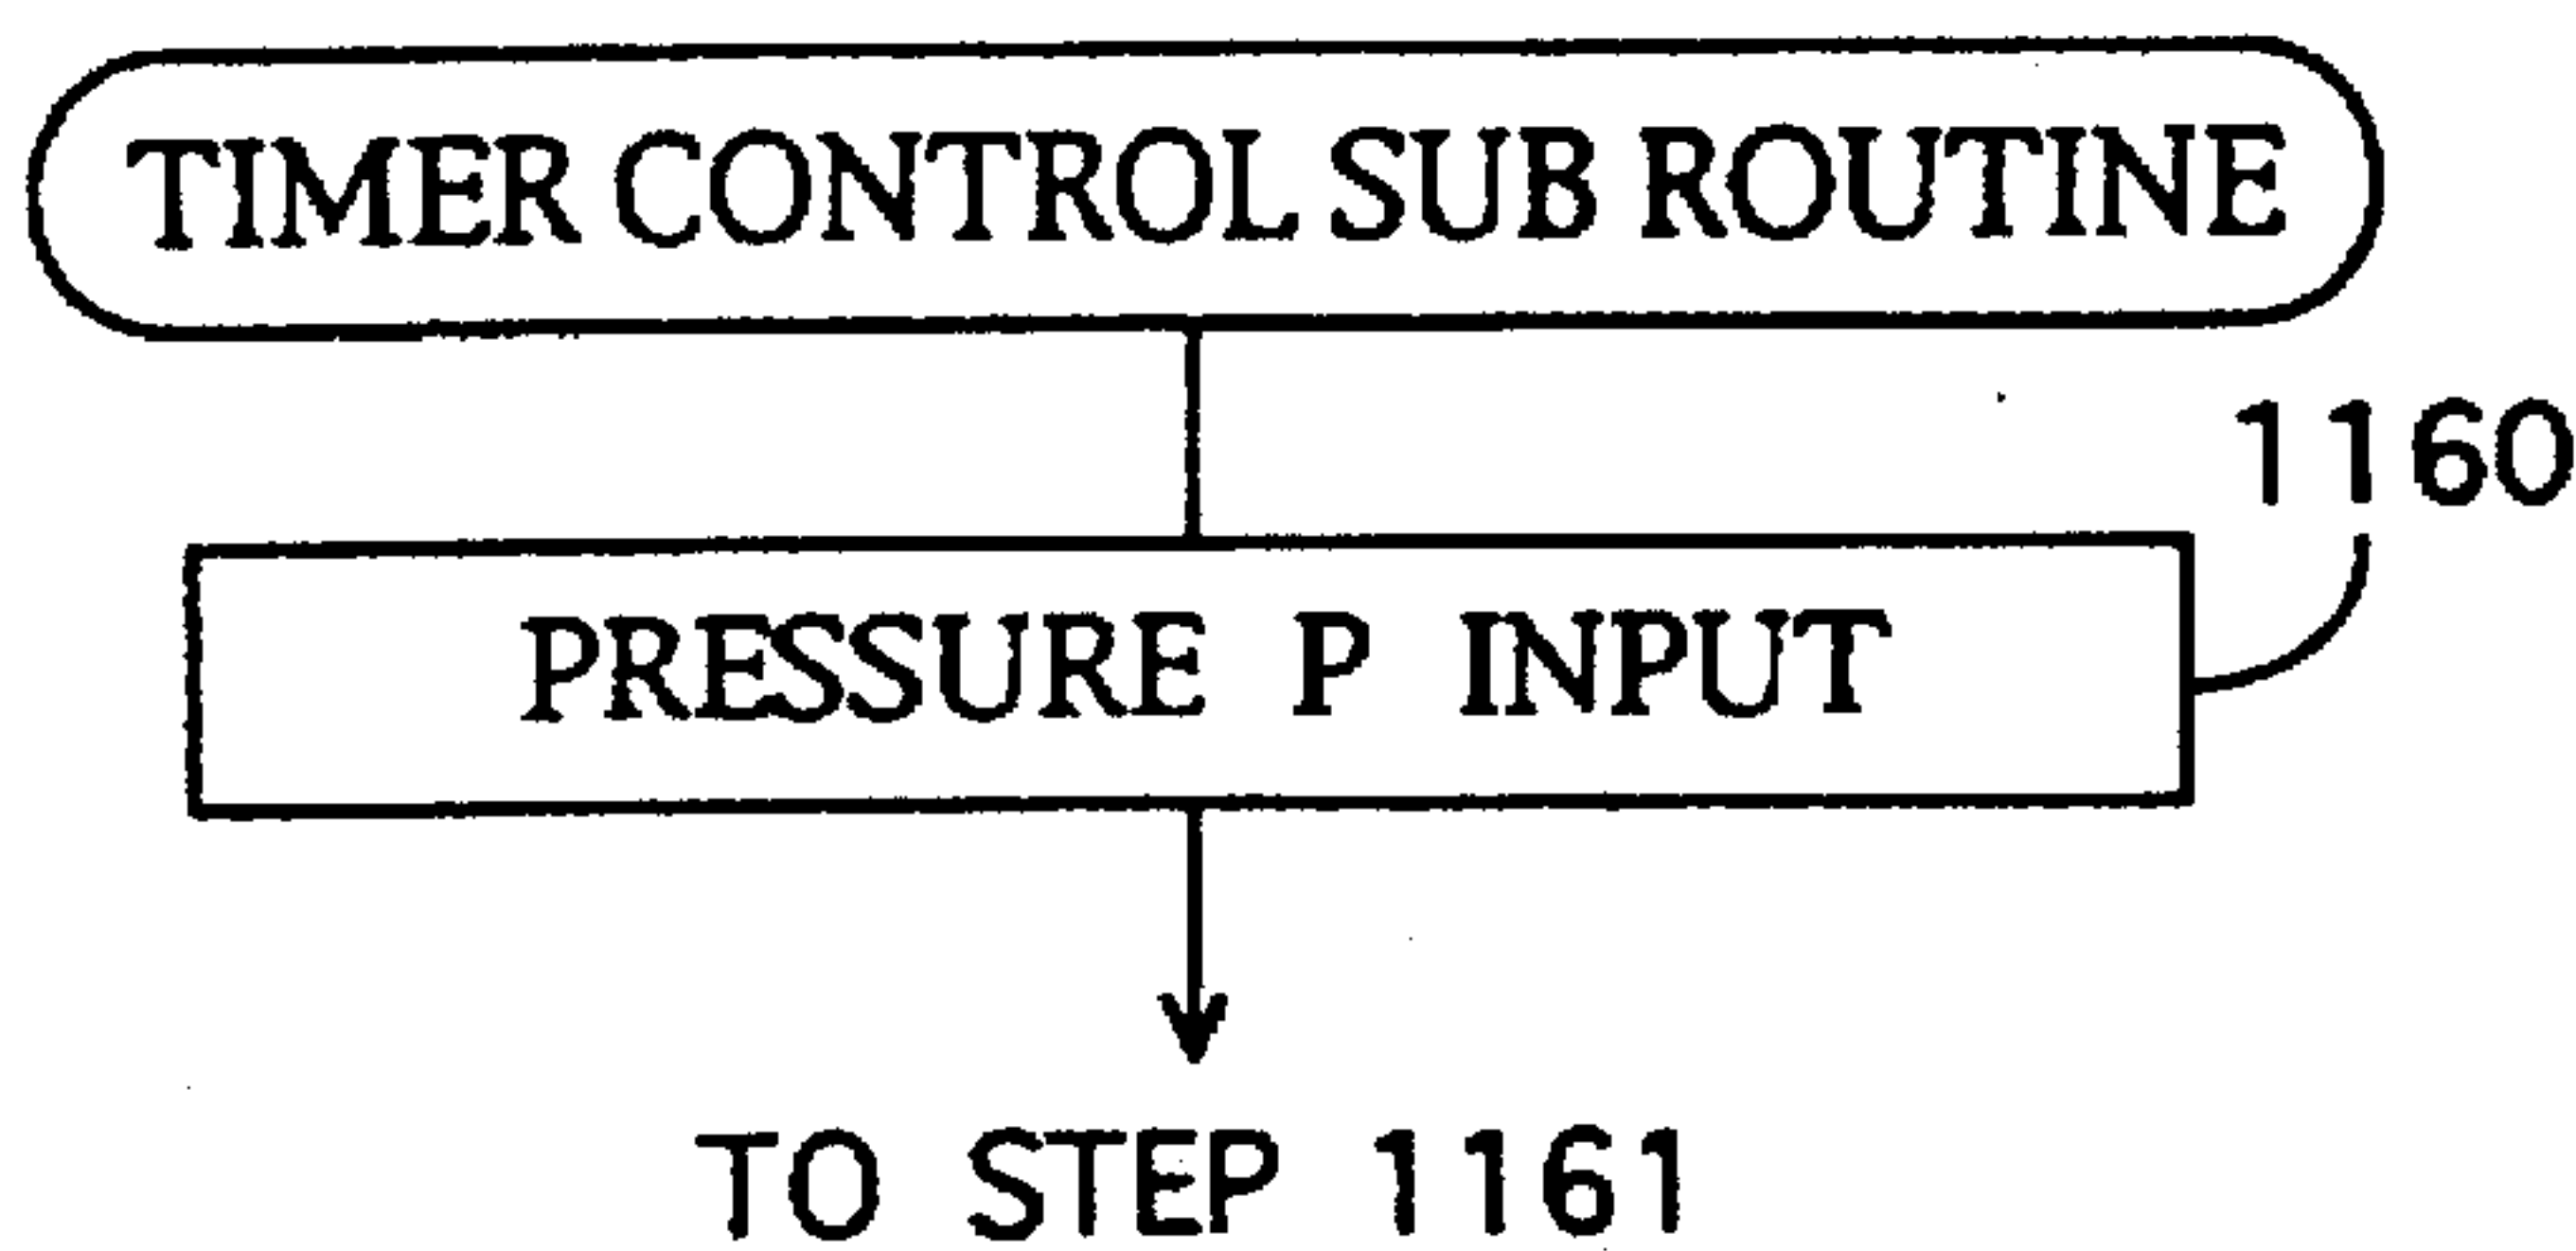 TIMER CONTROL SUB ROUTINE
1160
PRESSURE P INPUT
TO STEP 1161